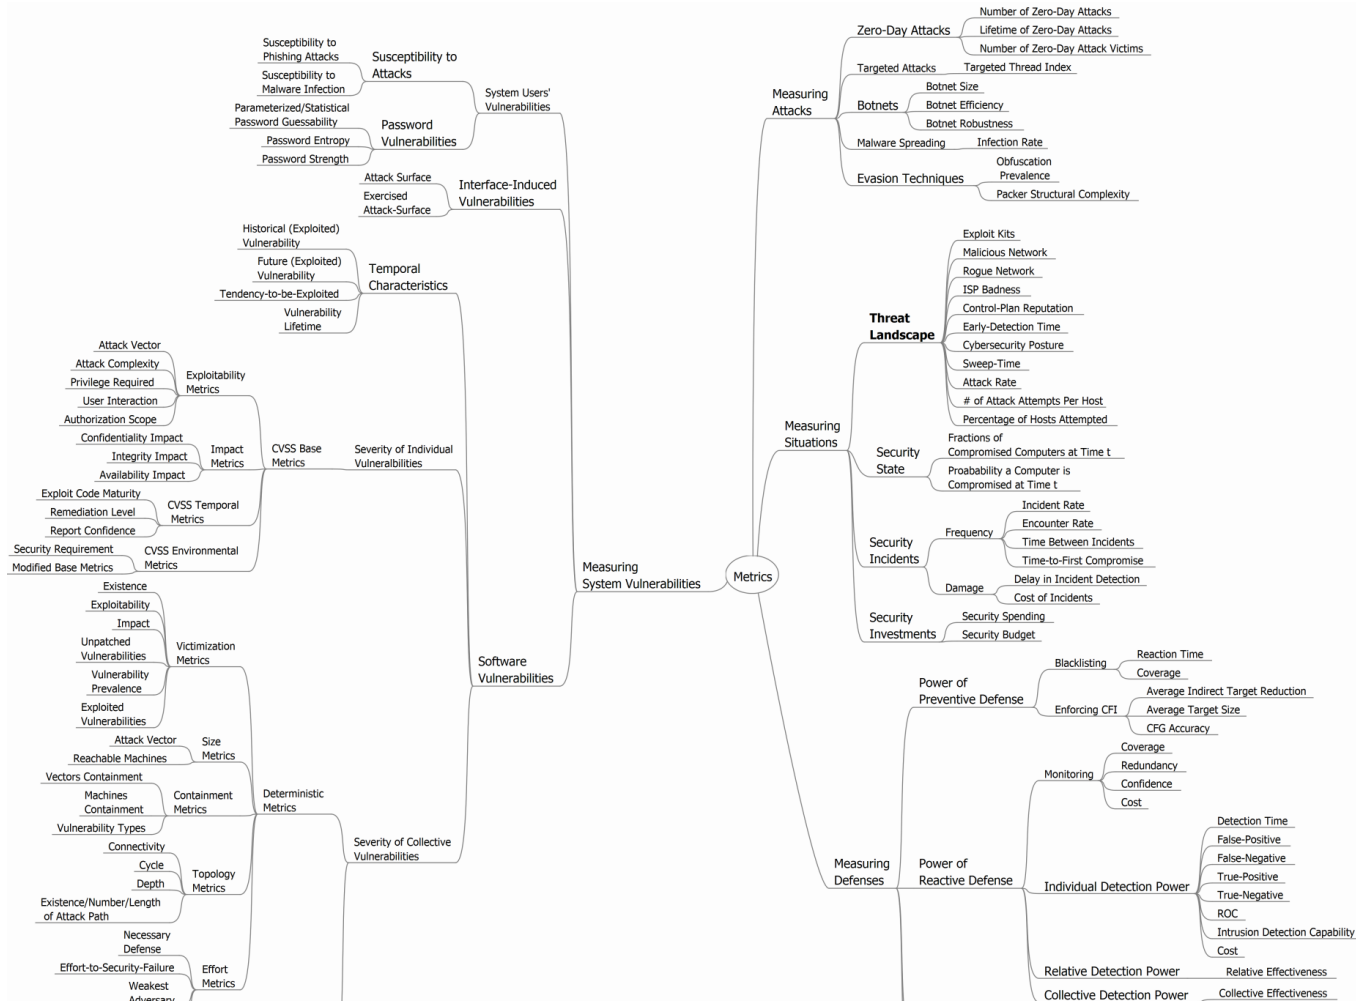 Susceptibility to
Phishing Attacks
Susceptibility to
Malware Infection
Susceptibility to
Attacks
Parameterized/Statistical
Password Guessability
Password Entropy
Password Strength
Password
Vulnerabilities
System Users'
Vulnerabilities
Attack Surface
Exercised
Attack-Surface
Interface-Induced
Vulnerabilities
Historical (Exploited)
Vulnerability
Future (Exploited)
Vulnerability
Tendency-to-be-Exploited
Vulnerability
Lifetime
Temporal
Characteristics
Attack Vector
Attack Complexity
Privilege Required
User Interaction
Authorization Scope
Exploitability
Metrics
Confidentiality Impact
Integrity Impact
Availability Impact
Impact
Metrics
CVSS Base
Metrics
Severity of Individual
Vulneralbilities
Exploit Code Maturity
Remediation Level
Report Confidence
CVSS Temporal
Metrics
Security Requirement
Modified Base Metrics
CVSS Environmental
Metrics
Existence
Exploitability
Impact
Unpatched
Vulnerabilities
Vulnerability
Prevalence
Exploited
Vulnerabilities
Victimization
Metrics
Attack Vector
Reachable Machines
Size
Metrics
Vectors Containment
Machines
Containment
Vulnerability Types
Containment
Metrics
Deterministic
Metrics
Connectivity
Cycle
Depth
Existence/Number/Length
of Attack Path
Topology
Metrics
Necessary
Defense
Effort-to-Security-Failure
Weakest
Adversary
Effort
Metrics
Severity of Collective
Vulnerabilities
Software
Vulnerabilities
Measuring
System Vulnerabilities
Metrics
Measuring
Attacks
Zero-Day Attacks
Number of Zero-Day Attacks
Lifetime of Zero-Day Attacks
Number of Zero-Day Attack Victims
Targeted Attacks
Targeted Thread Index
Botnets
Botnet Size
Botnet Efficiency
Botnet Robustness
Malware Spreading
Infection Rate
Evasion Techniques
Obfuscation
Prevalence
Packer Structural Complexity
Measuring
Situations
Threat
Landscape
Exploit Kits
Malicious Network
Rogue Network
ISP Badness
Control-Plan Reputation
Early-Detection Time
Cybersecurity Posture
Sweep-Time
Attack Rate
# of Attack Attempts Per Host
Percentage of Hosts Attempted
Security
State
Fractions of
Compromised Computers at Time t
Proabability a Computer is
Compromised at Time t
Security
Incidents
Frequency
Incident Rate
Encounter Rate
Time Between Incidents
Time-to-First Compromise
Damage
Delay in Incident Detection
Cost of Incidents
Security
Investments
Security Spending
Security Budget
Measuring
Defenses
Power of
Preventive Defense
Blacklisting
Reaction Time
Coverage
Enforcing CFI
Average Indirect Target Reduction
Average Target Size
CFG Accuracy
Power of
Reactive Defense
Monitoring
Coverage
Redundancy
Confidence
Cost
Individual Detection Power
Detection Time
False-Positive
False-Negative
True-Positive
True-Negative
ROC
Intrusion Detection Capability
Cost
Relative Detection Power
Relative Effectiveness
Collective Detection Power
Collective Effectiveness